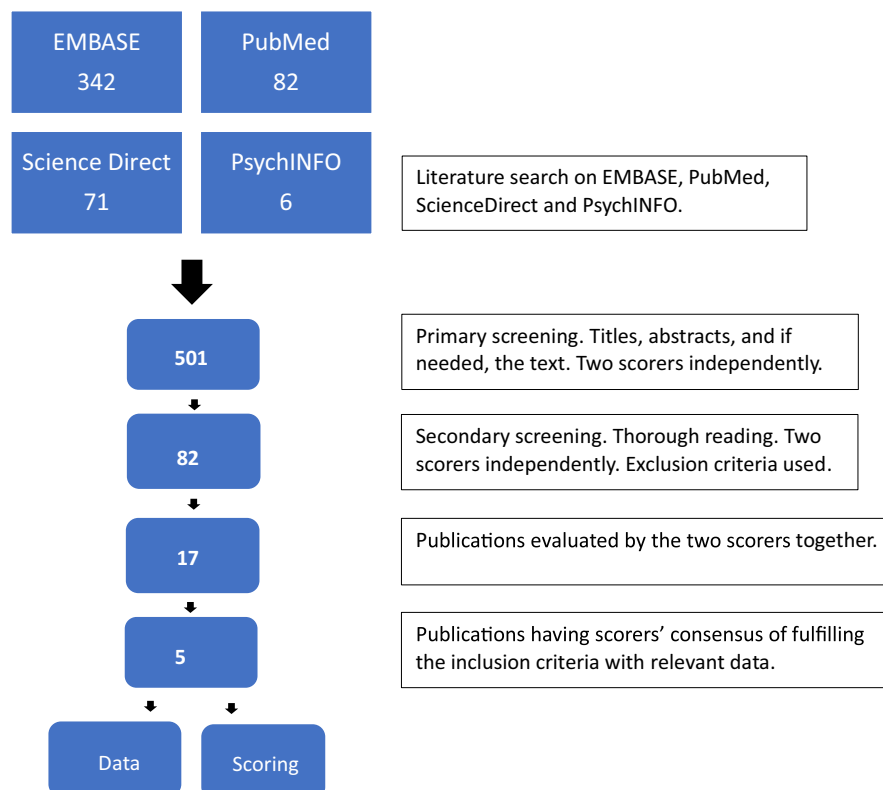 EMBASE
342
PubMed
82
Science Direct
71
PsychINFO
6
Literature search on EMBASE, PubMed,
ScienceDirect and PsychINFO.
501
Primary screening. Titles, abstracts, and if
needed, the text. Two scorers independently.
82
Secondary screening. Thorough reading. Two
scorers independently. Exclusion criteria used.
17
Publications evaluated by the two scorers together.
5
Publications having scorers’ consensus of fulfilling
the inclusion criteria with relevant data.
Data
Scoring